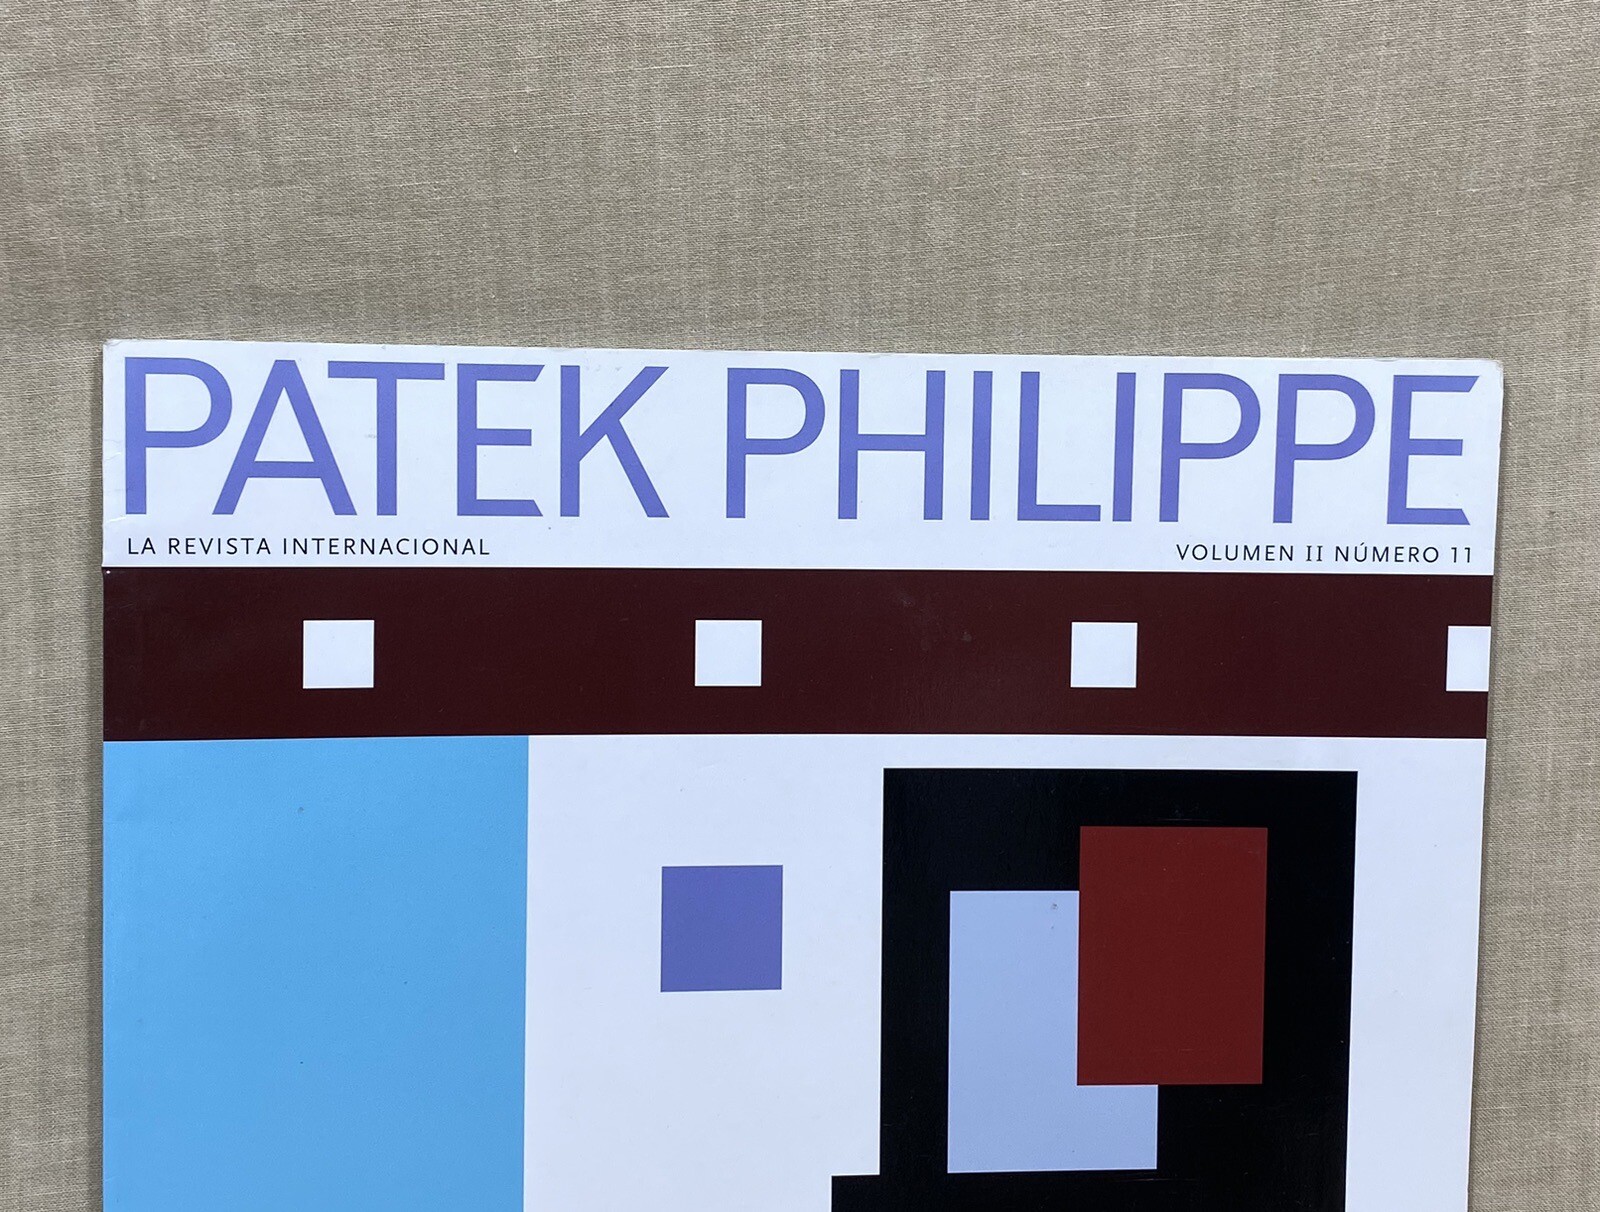 PATEK PHILIPPE
LA REVISTA INTERNACIONAL
VOLUMEN II NÚMERO 11